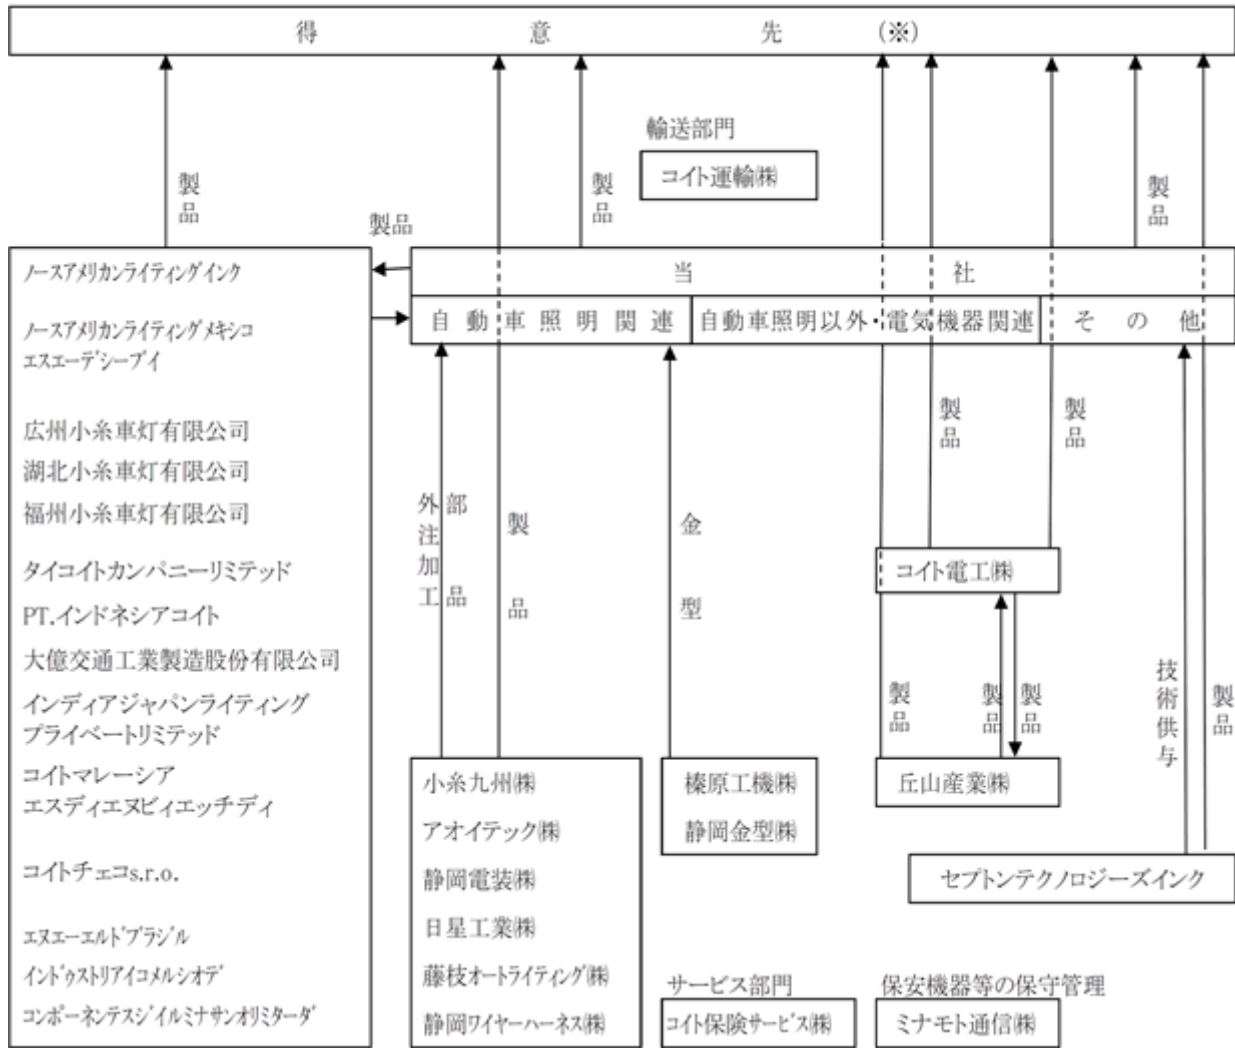 得意先(※)
輸送部門
コイト運輸㈱
製品
製品
製品
製品
ノースアメリカンライティングインク
ノースアメリカンライティングメキシコ
エスエーデシーブイ
広州小糸車灯有限公司
湖北小糸車灯有限公司
福州小糸車灯有限公司
タイコイトカンパニーリミテッド
PT.インドネシアコイト
大億交通工業製造股份有限公司
インディアジャパンライティング
プライベートリミテッド
コイトマレーシア
エスディエヌビィエッチディ
コイトチェコs.r.o.
エヌエーエルドブラジル
インドゥストリアイコメルシオデ
コンポーネンテスジイルミナサンオリミターダ
当社
自動車照明関連
自動車照明以外・電気機器関連
その他
外注加工
部品
製品
金型
製品
製品
コイト電工㈱
製品
製品
製品
技術供与
製品
小糸九州㈱
アオイテック㈱
静岡電装㈱
日星工業㈱
藤枝オートライティング㈱
静岡ワイヤーハーネス㈱
榛原工機㈱
静岡金型㈱
丘山産業㈱
セプトンテクノロジーズインク
サービス部門
コイト保険サービス㈱
保安機器等の保守管理
ミナモト通信㈱